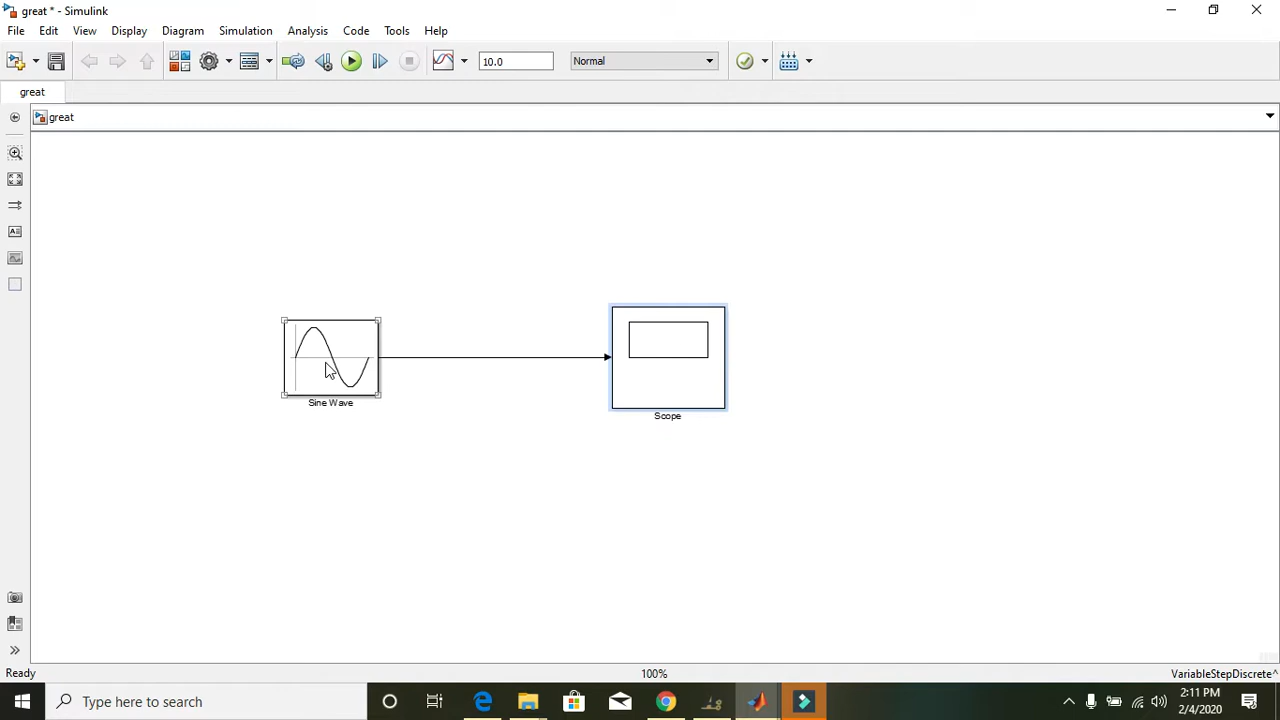 great * - Simulink
File Edit View Display Diagram Simulation Analysis Code Tools Help
10.0 Normal
great
great
Sine Wave
Scope
Ready 100% VariableStepDiscrete^
Type here to search
2:11 PM
2/4/2020